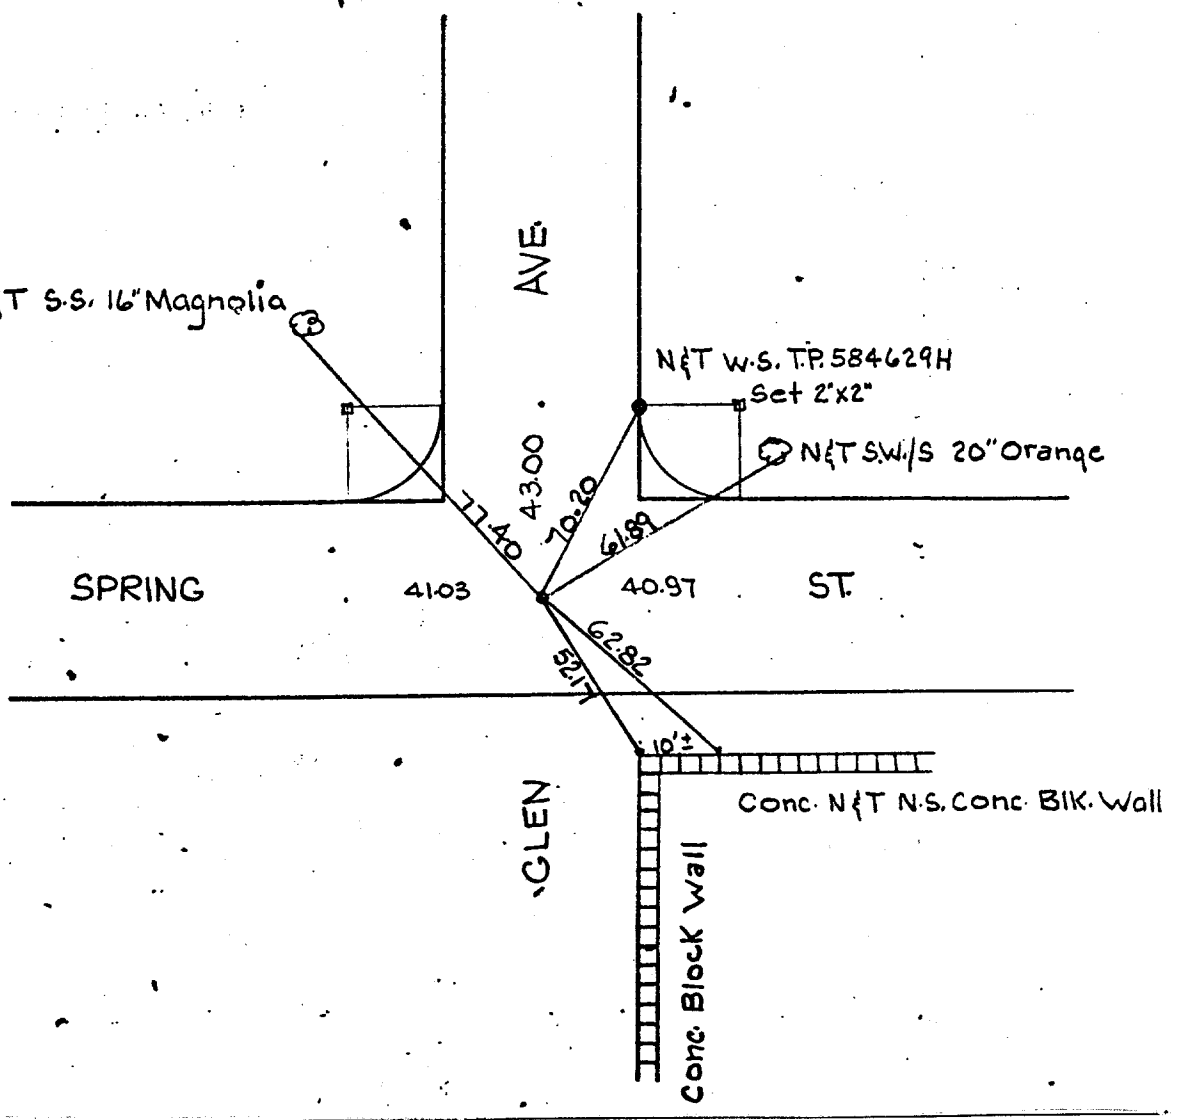 AVE.
T S.S. 16" Magnolia
N&T W.S. T.P. 584629H
Set 2"x2"
N&T S.W./S 20" Orange
43.00
77.40
70.20
61.89
SPRING
41.03
40.97
ST.
62.82
52.17
10'±
GLEN
Conc. N&T N.S. Conc. Blk. Wall
Conc. Block Wall